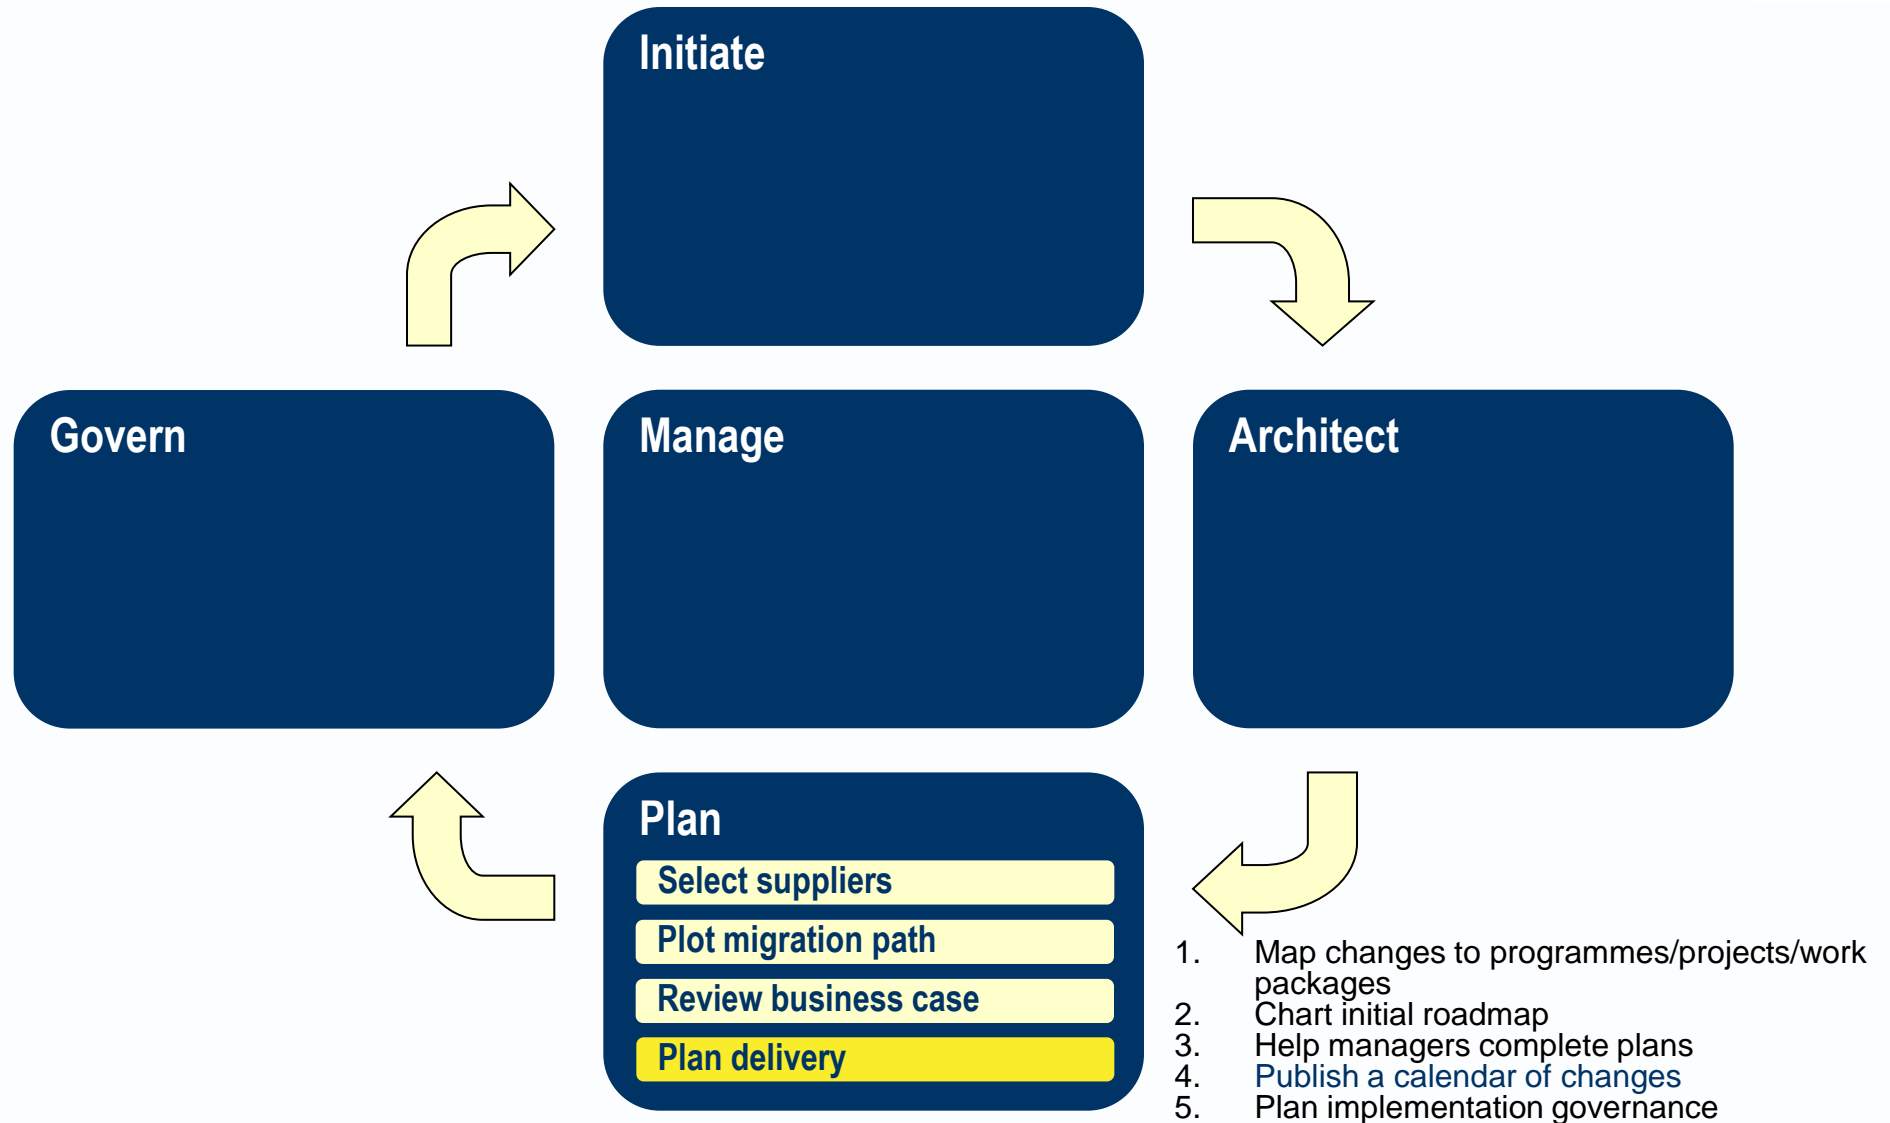 Initiate
Govern
Manage
Architect
Plan
Select suppliers
Plot migration path
Review business case
Plan delivery
1. Map changes to programmes/projects/work
packages
2. Chart initial roadmap
3. Help managers complete plans
4. Publish a calendar of changes
5. Plan implementation governance